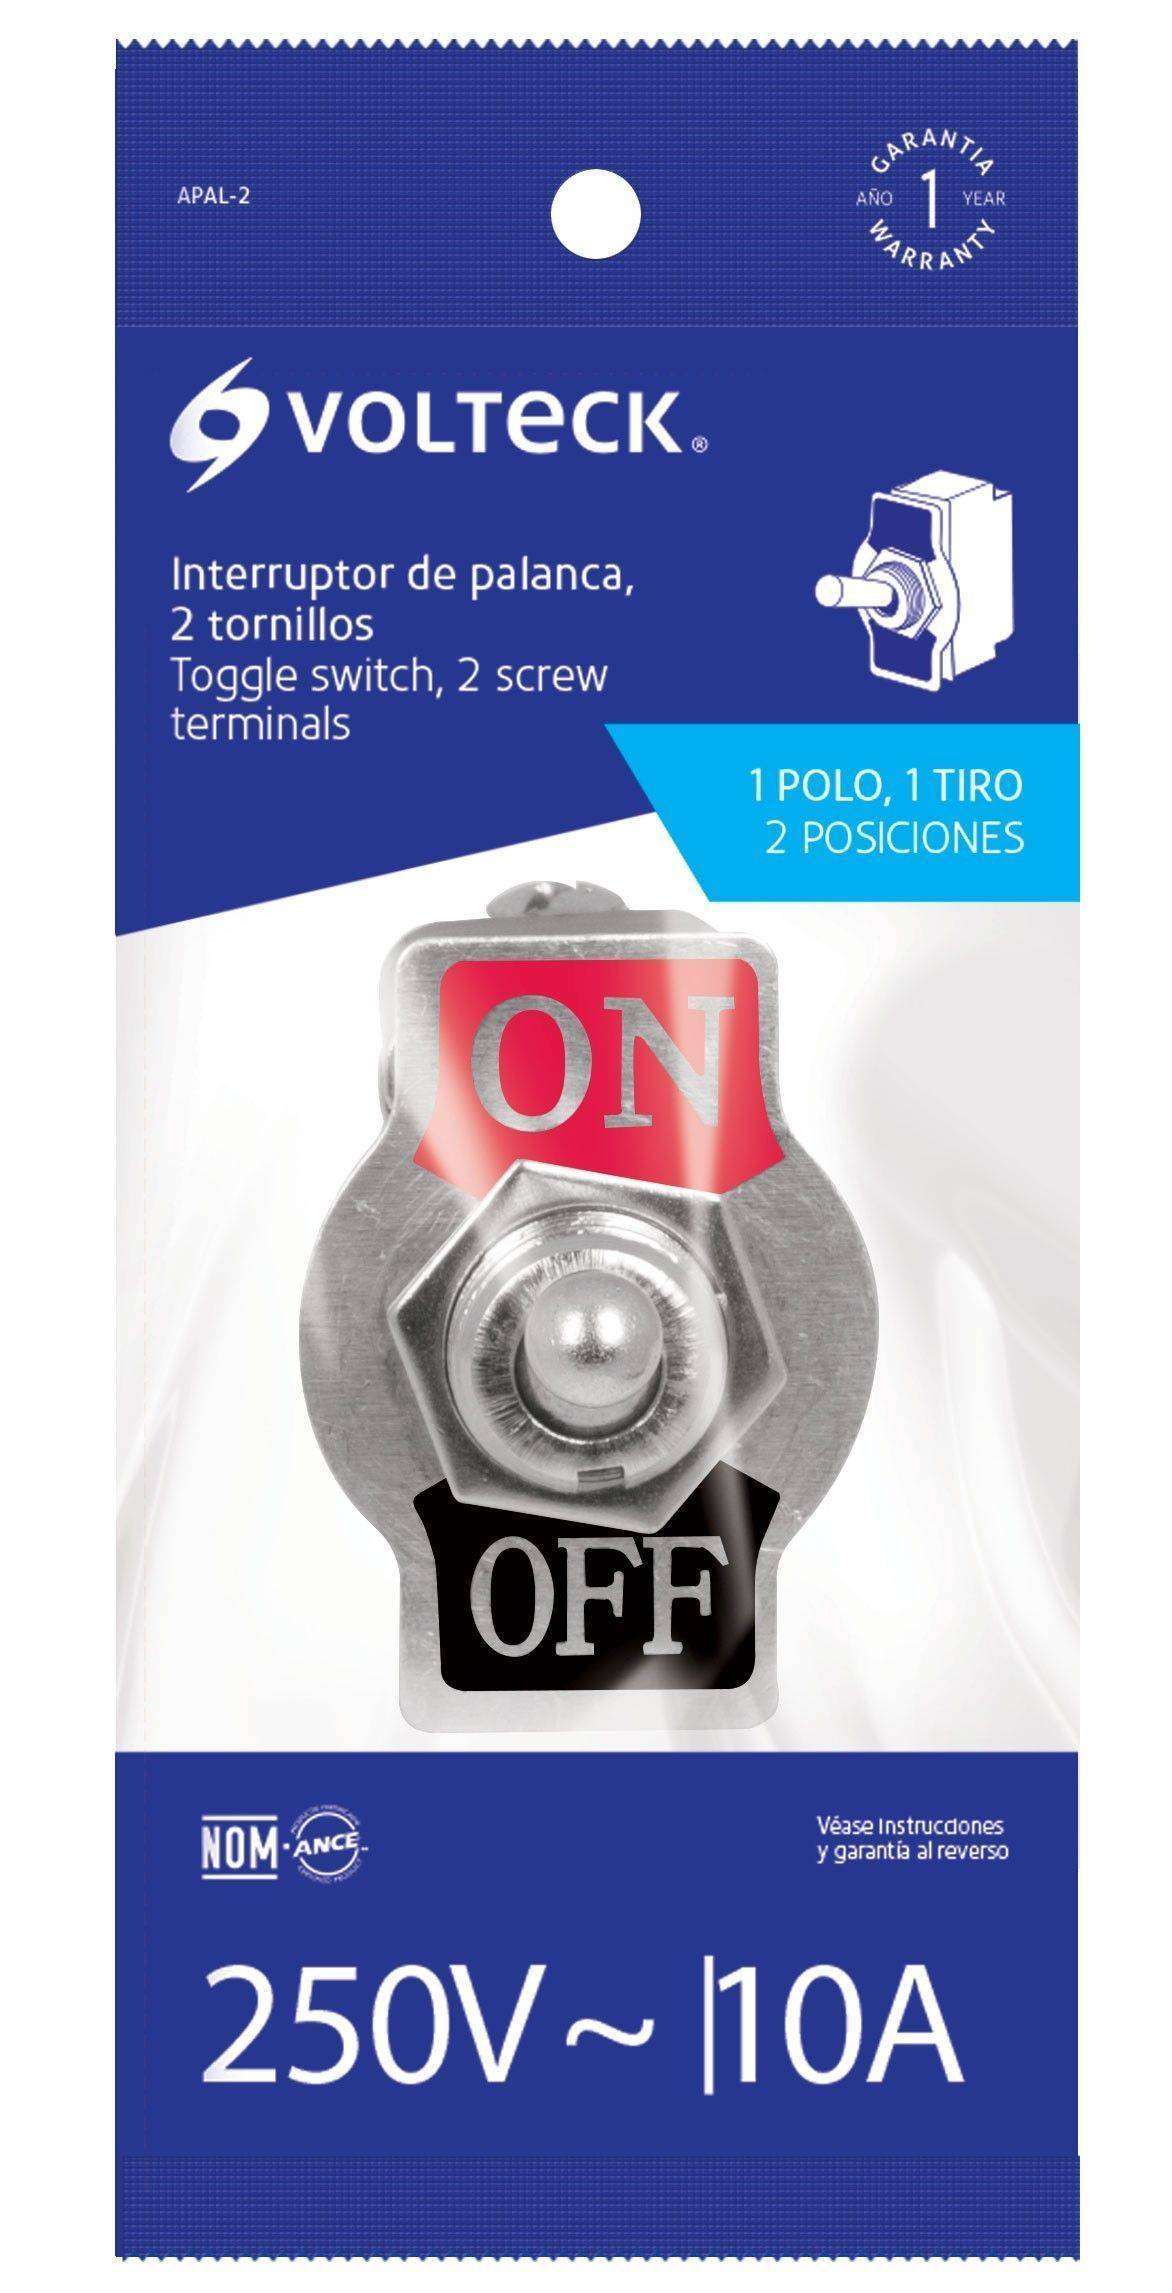 APAL-2
GARANTIA
AÑO 1 YEAR
WARRANTY
VOLTECK®
Interruptor de palanca,
2 tornillos
Toggle switch, 2 screw
terminals
1 POLO, 1 TIRO
2 POSICIONES
ON
OFF
NOM·ANCE
Véase Instrucciones
y garantía al reverso
250V~ |10A